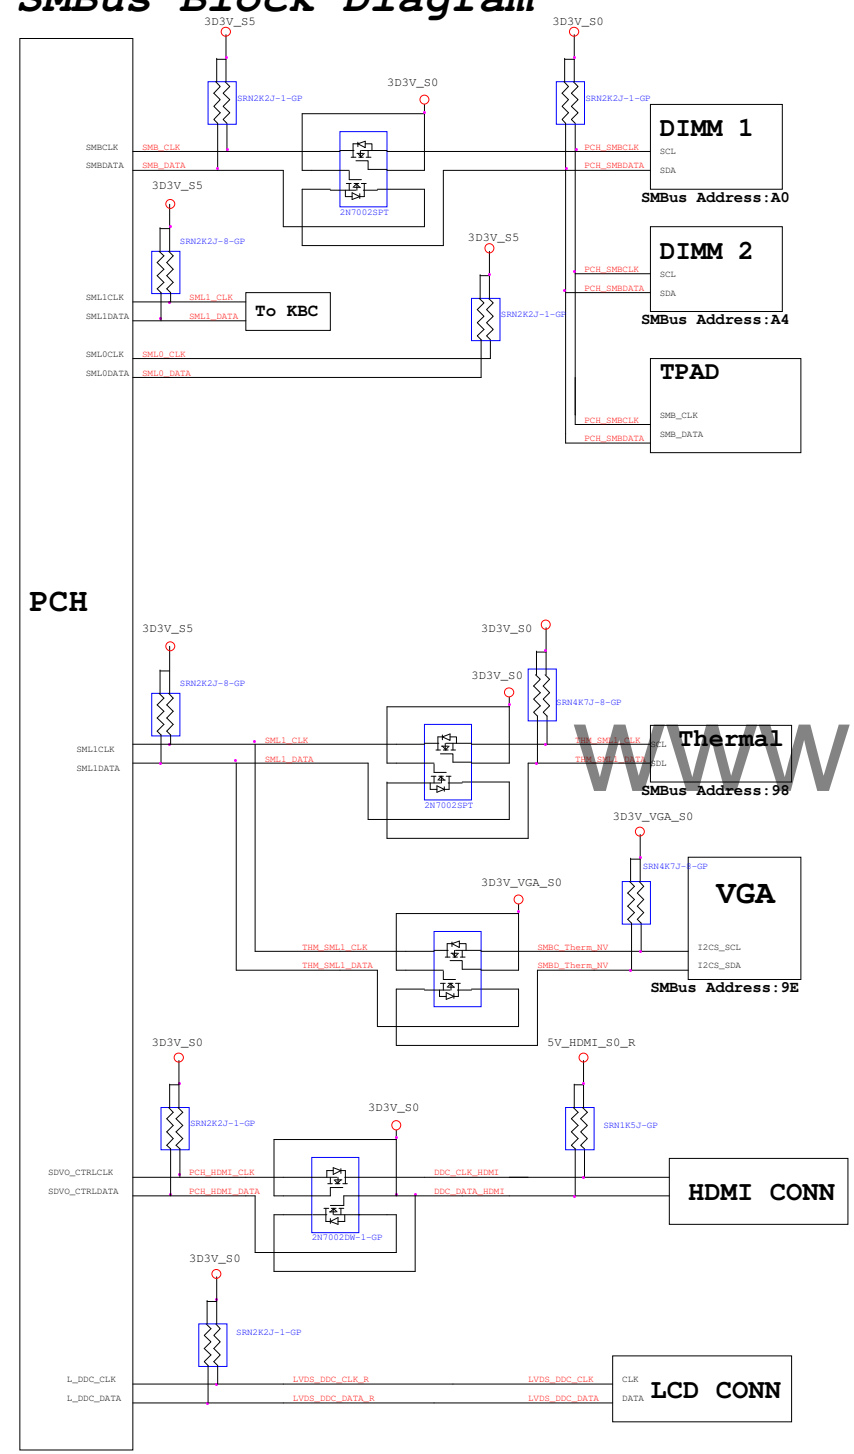 SMBus Block Diagram
3D3V_S5
3D3V_S0
SRN2K2J-1-GP
3D3V_S0
SRN2K2J-1-GP
DIMM 1
SMBCLK
SMB_CLK
PCH_SMBCLK
SCL
SMBDATA
SMB_DATA
PCH_SMBDATA
SDA
3D3V_S5
SMBus Address:A0
2N7002SPT
SRN2K2J-8-GP
3D3V_S5
DIMM 2
PCH_SMBCLK
SCL
PCH_SMBDATA
SDA
SML1CLK
SML1_CLK
To KBC
SML1DATA
SML1_DATA
SRN2K2J-1-GP
SMBus Address:A4
SML0CLK
SML0_CLK
SML0DATA
SML0_DATA
TPAD
PCH_SMBCLK
SMB_CLK
PCH_SMBDATA
SMB_DATA
PCH
3D3V_S5
3D3V_S0
3D3V_S0
SRN2K2J-8-GP
SRN4K7J-8-GP
SML1CLK
SML1_CLK
THM_SML1_CLK
SCL
Thermal
SML1DATA
SML1_DATA
THM_SML1_DATA
SDL
www
SMBus Address:98
2N7002SPT
3D3V_VGA_S0
SRN4K7J-8-GP
3D3V_VGA_S0
VGA
THM_SML1_CLK
SMBC_Therm_NV
I2CS_SCL
THM_SML1_DATA
SMBD_Therm_NV
I2CS_SDA
SMBus Address:9E
3D3V_S0
5V_HDMI_S0_R
SRN2K2J-1-GP
3D3V_S0
SRN1K5J-GP
SDVO_CTRLCLK
PCH_HDMI_CLK
DDC_CLK_HDMI
SDVO_CTRLDATA
PCH_HDMI_DATA
DDC_DATA_HDMI
HDMI CONN
2N7002DW-1-GP
3D3V_S0
SRN2K2J-1-GP
L_DDC_CLK
LVDS_DDC_CLK_R
LVDS_DDC_CLK
CLK
L_DDC_DATA
LVDS_DDC_DATA_R
LVDS_DDC_DATA
DATA
LCD CONN